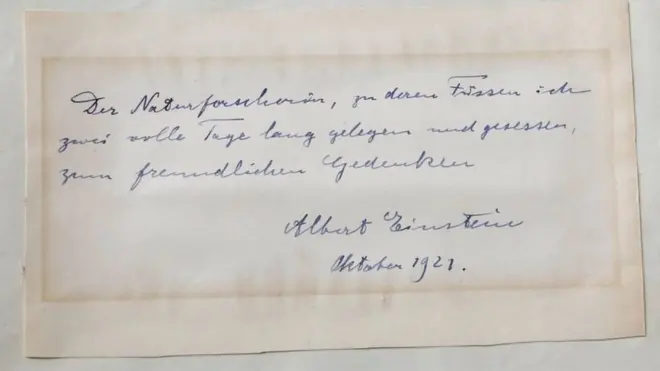 Der Naturforscherin, zu deren Füssen ich
zwei volle Tage lang gelegen und gesessen,
zum freundlichen Gedenken
Albert Einstein
Oktober 1921.